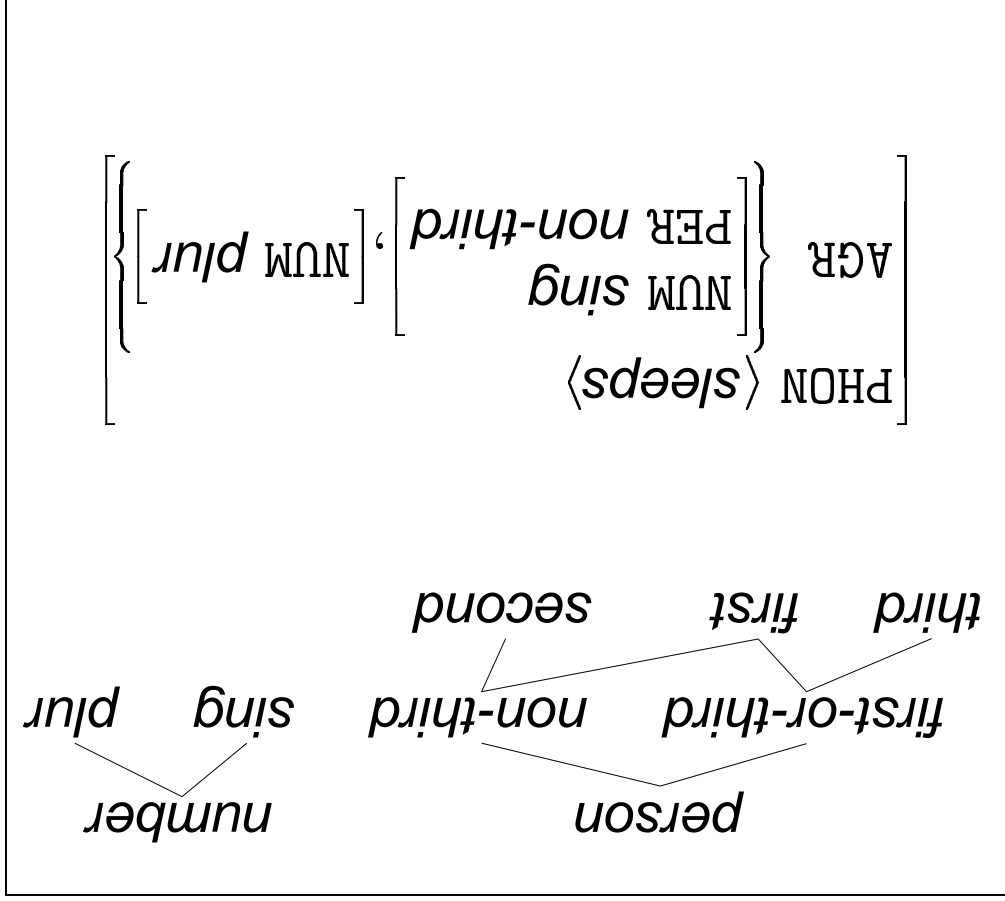 person number
first-or-third non-third sing plur
third first second
PHON ⟨sleeps⟩
AGR { [ NUM sing
PER non-third ], [ NUM plur ] }